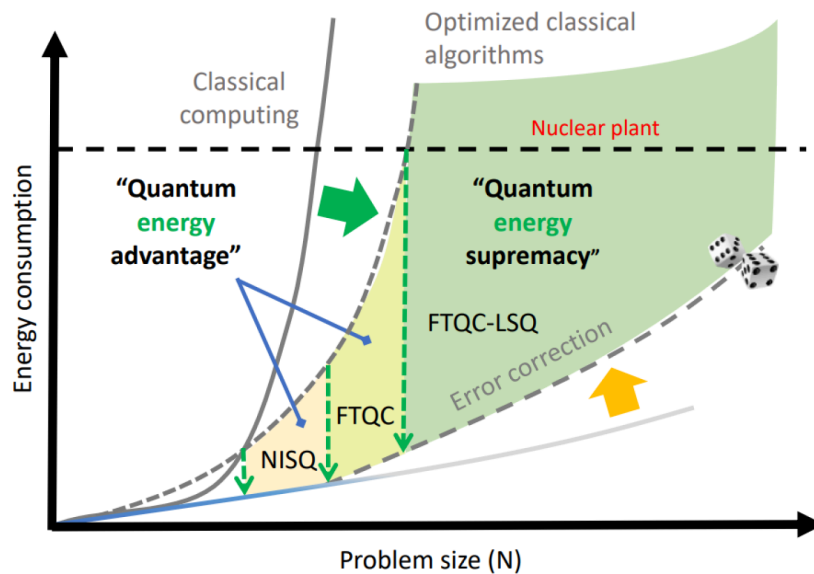 Optimized classical
algorithms
Classical
computing
Nuclear plant
“Quantum
energy
advantage”
“Quantum
energy
supremacy”
FTQC-LSQ
Error correction
FTQC
NISQ
Energy consumption
Problem size (N)